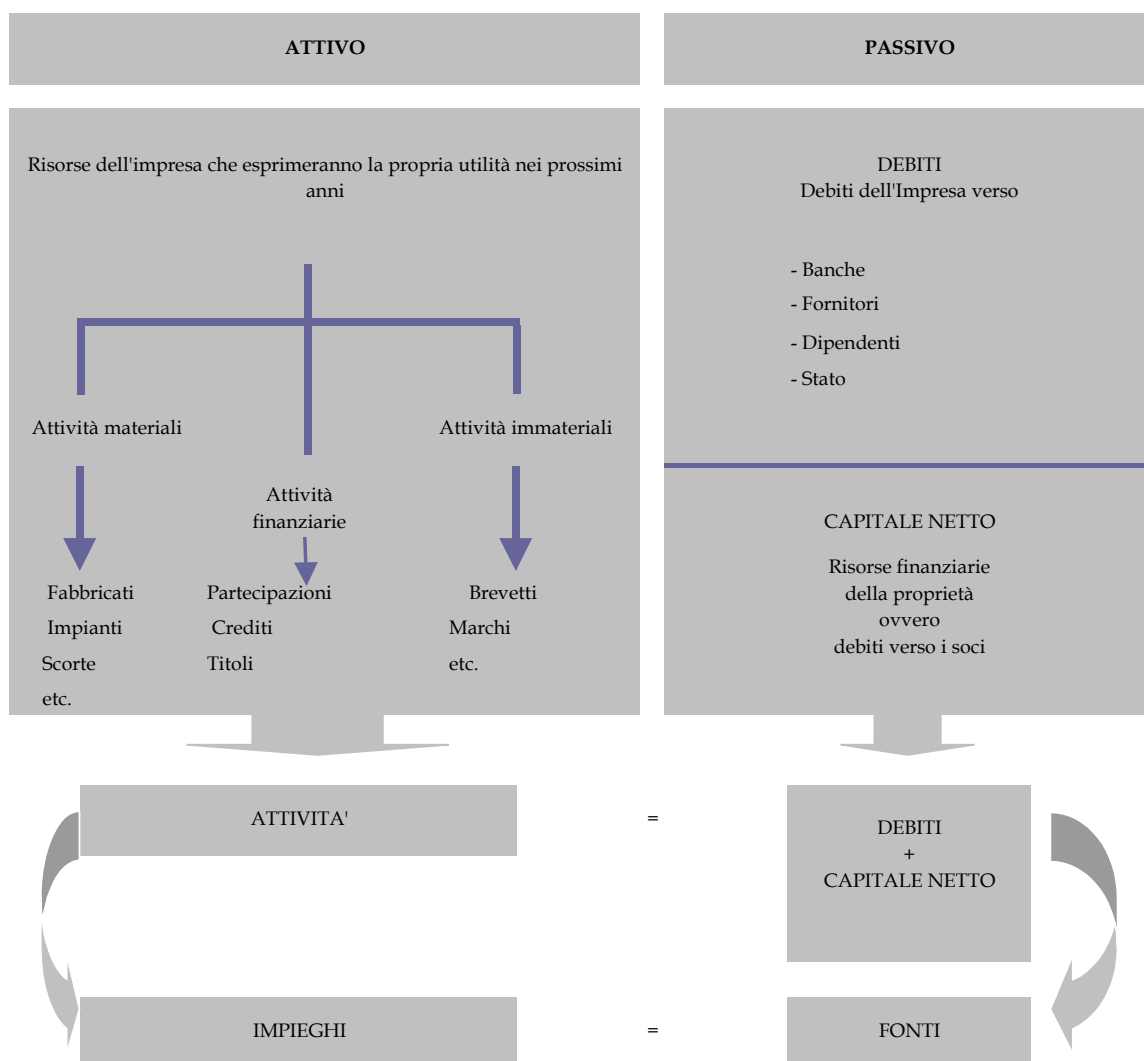 ATTIVO
PASSIVO
Risorse dell'impresa che esprimeranno la propria utilità nei prossimi
anni
Attività materiali
Attività immateriali
Attività
finanziarie
Fabbricati
Impianti
Scorte
etc.
Partecipazioni
Crediti
Titoli
Brevetti
Marchi
etc.
DEBITI
Debiti dell'Impresa verso
- Banche
- Fornitori
- Dipendenti
- Stato
CAPITALE NETTO
Risorse finanziarie
della proprietà
ovvero
debiti verso i soci
ATTIVITA'
=
DEBITI
+
CAPITALE NETTO
IMPIEGHI
=
FONTI